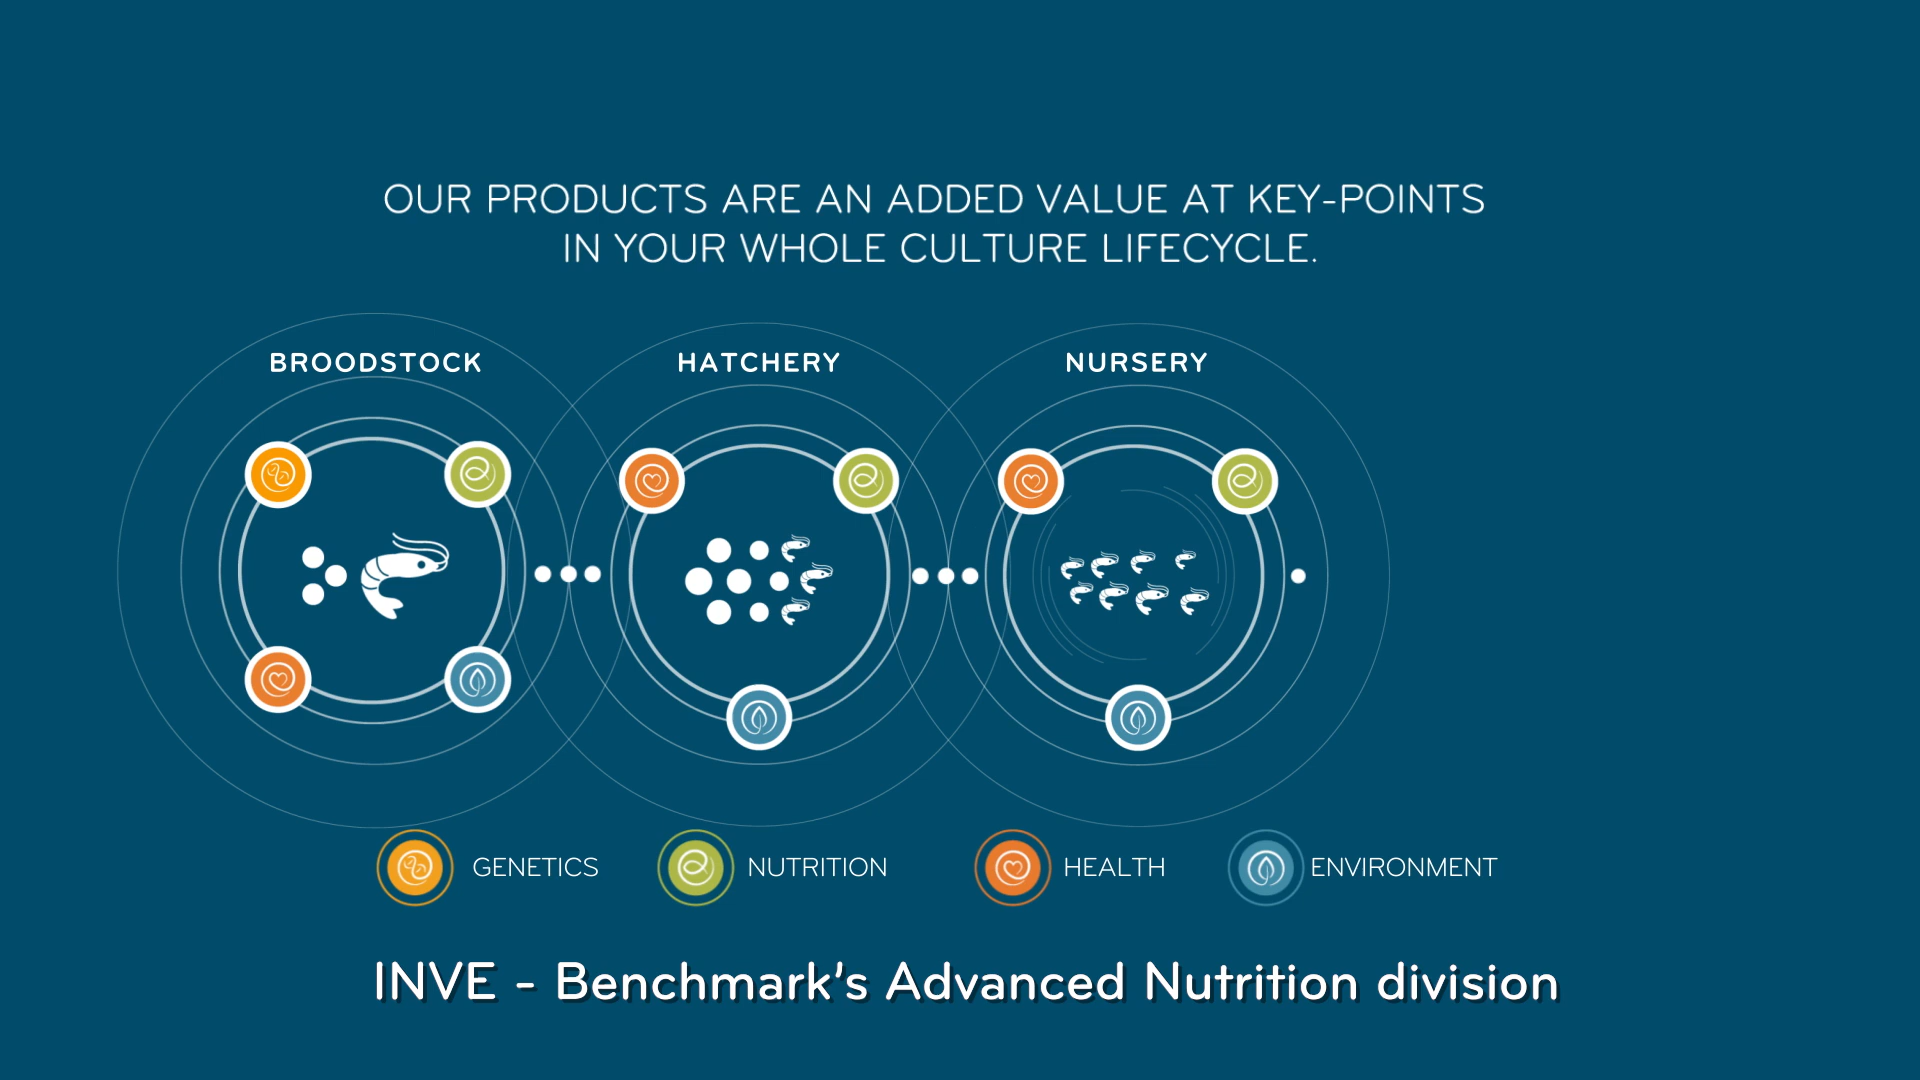 OUR PRODUCTS ARE AN ADDED VALUE AT KEY-POINTS
IN YOUR WHOLE CULTURE LIFECYCLE.
BROODSTOCK
HATCHERY
NURSERY
GENETICS
NUTRITION
HEALTH
ENVIRONMENT
INVE - Benchmark's Advanced Nutrition division